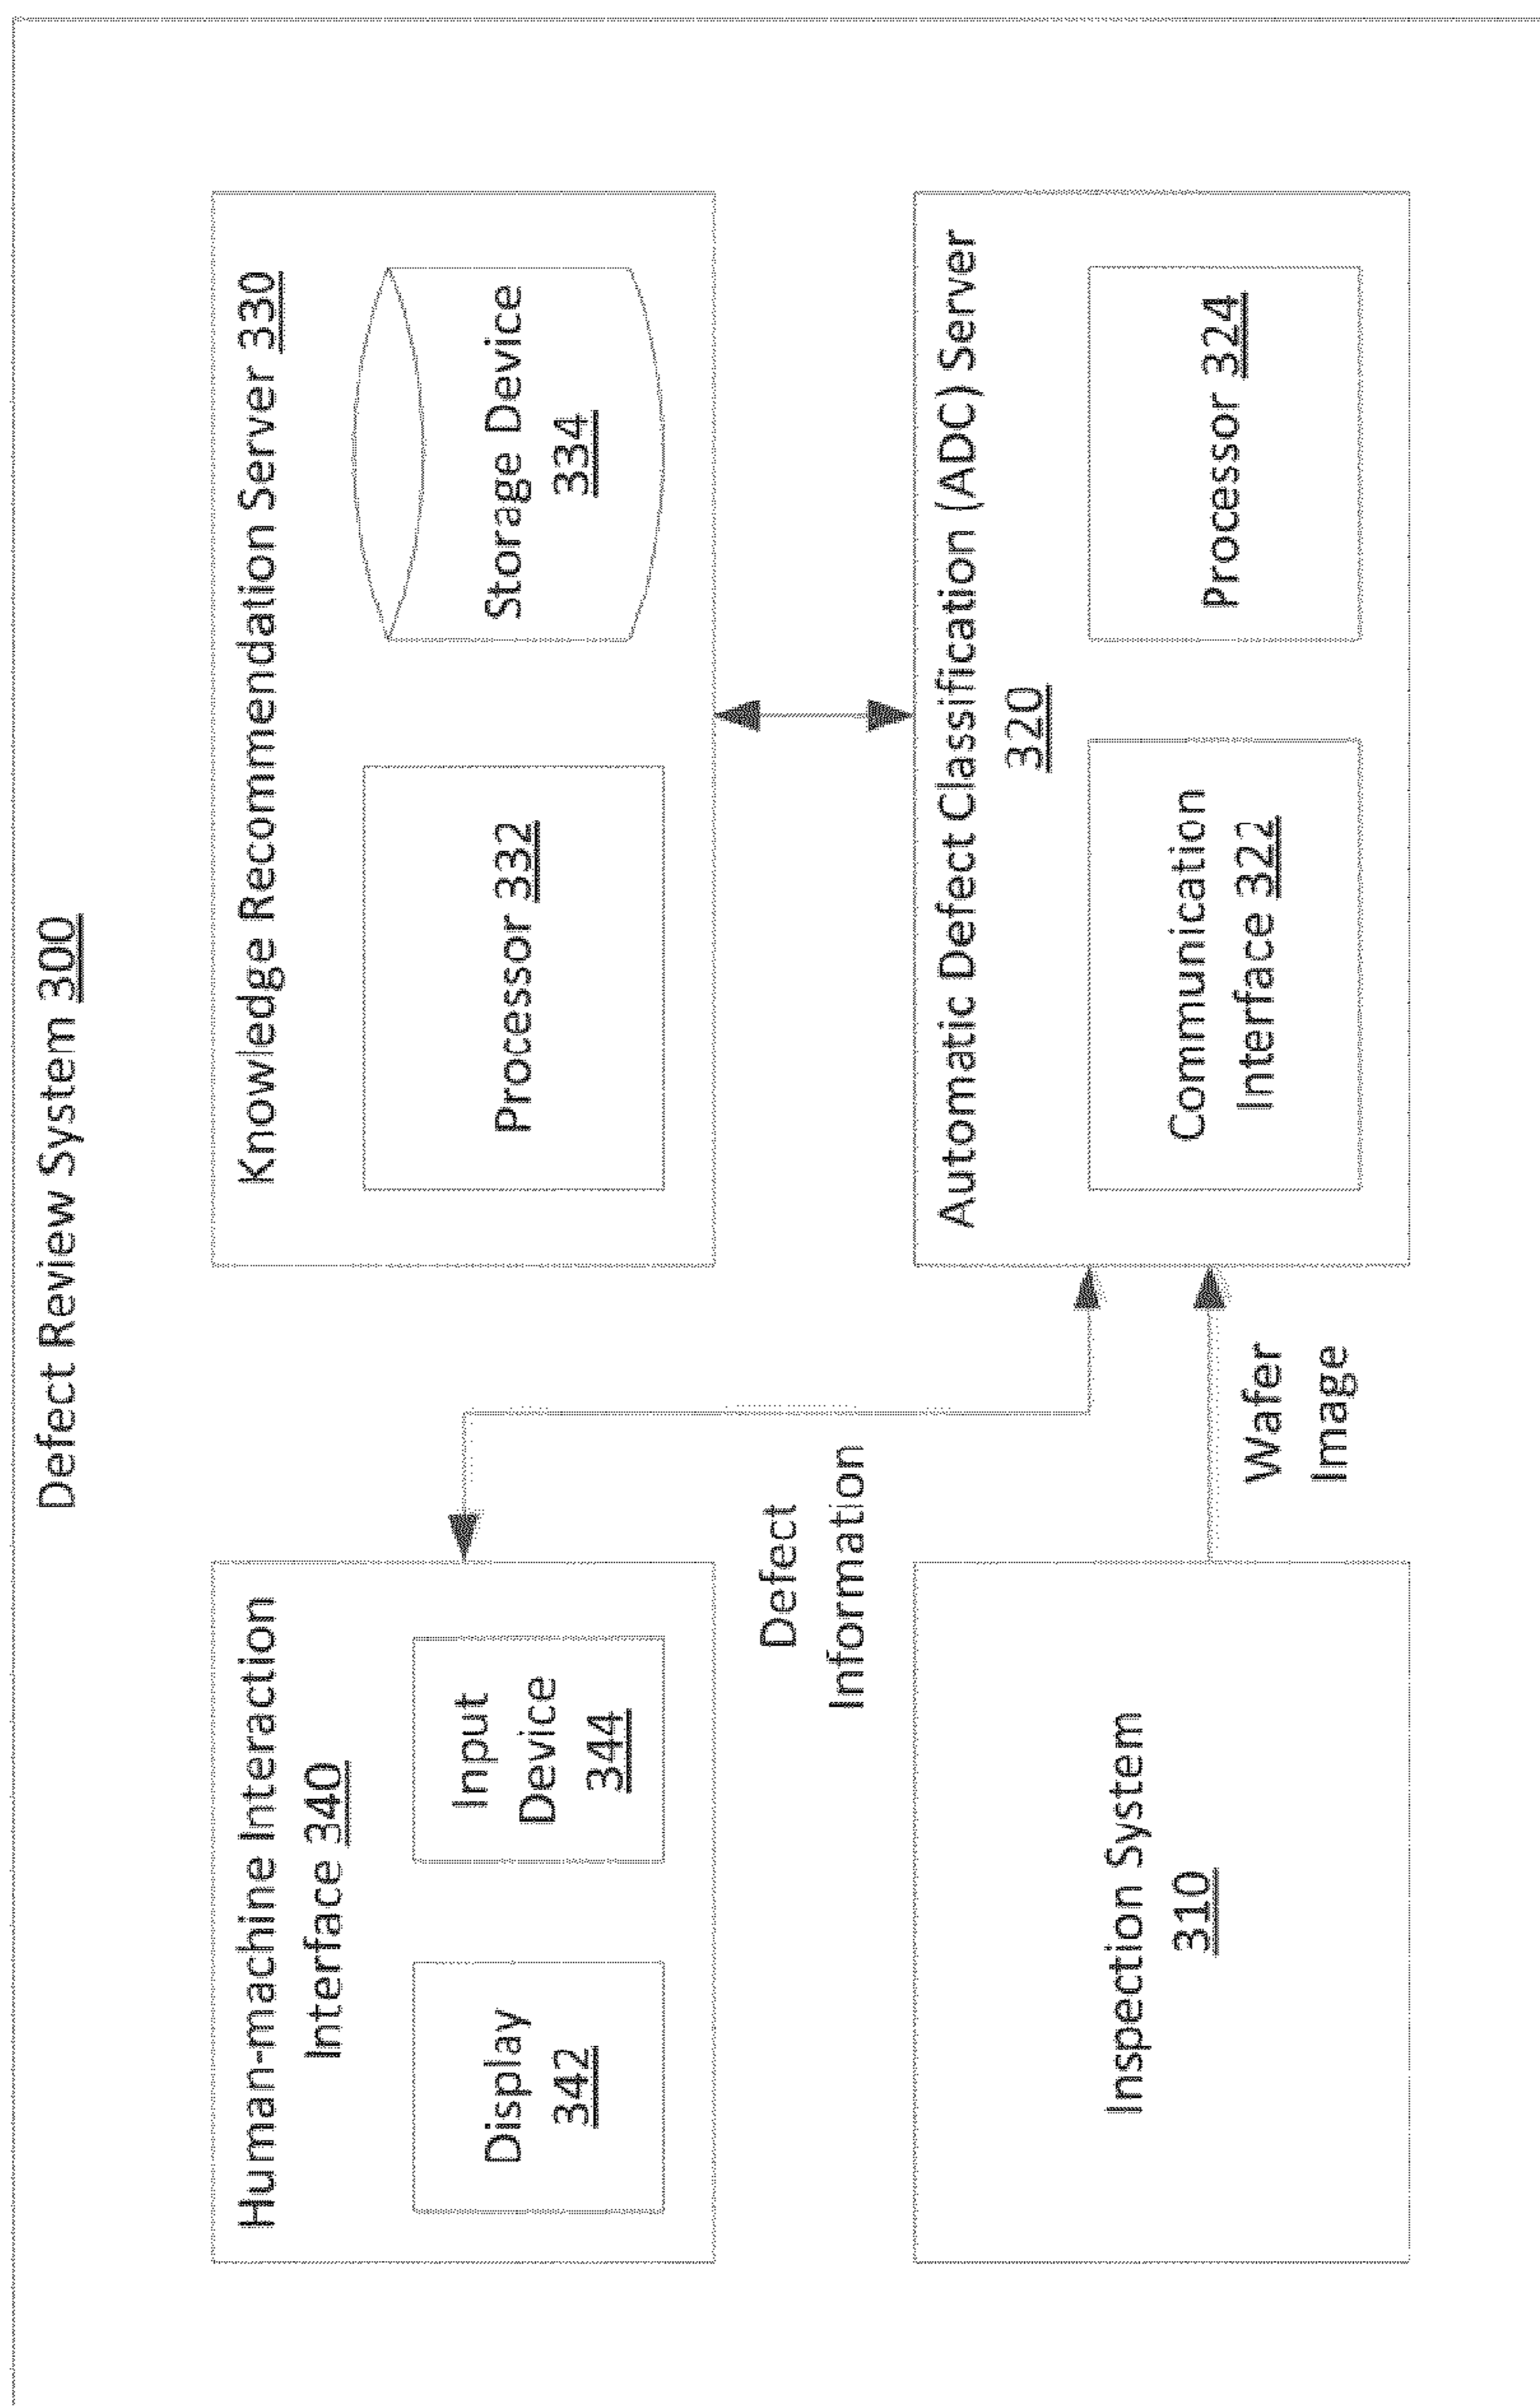 Defect Review System 300
Human-machine Interaction
Interface 340
Display
342
Input
Device
344
Knowledge Recommendation Server 330
Processor 332
Storage Device
334
Defect
Information
Inspection System
310
Wafer
Image
Automatic Defect Classification (ADC) Server
320
Communication
Interface 322
Processor 324